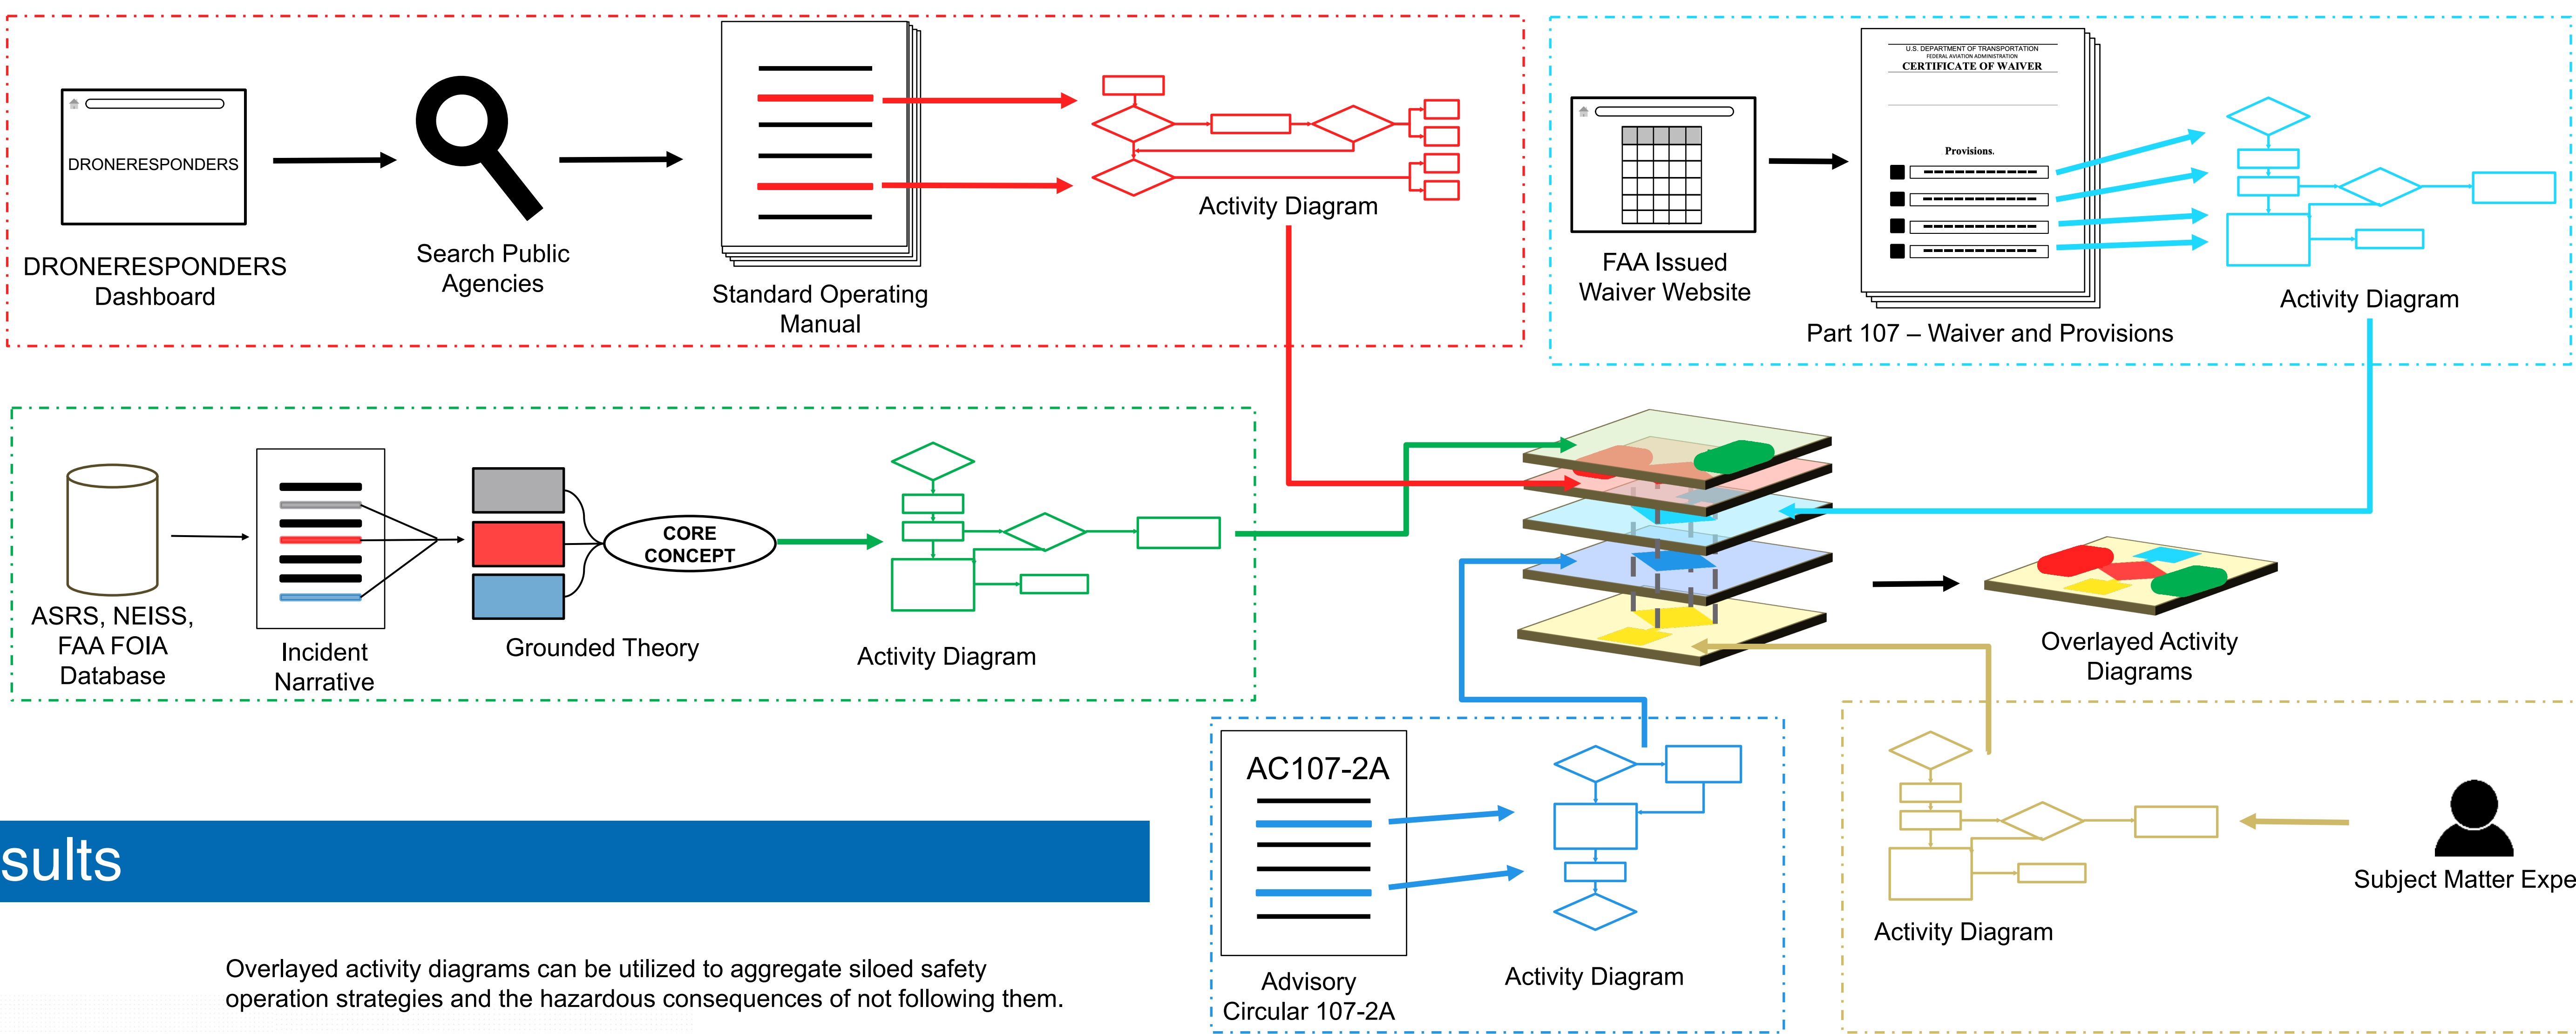 DRONERESPONDERS
DRONERESPONDERS
Dashboard
Search Public
Agencies
Standard Operating
Manual
Activity Diagram
FAA Issued
Waiver Website
U.S. DEPARTMENT OF TRANSPORTATION
FEDERAL AVIATION ADMINISTRATION
CERTIFICATE OF WAIVER
Provisions.
Part 107 – Waiver and Provisions
Activity Diagram
ASRS, NEISS,
FAA FOIA
Database
Incident
Narrative
Grounded Theory
CORE
CONCEPT
Activity Diagram
Overlayed Activity
Diagrams
AC107-2A
Advisory
Circular 107-2A
Activity Diagram
Activity Diagram
Subject Matter Expe
sults
Overlayed activity diagrams can be utilized to aggregate siloed safety
operation strategies and the hazardous consequences of not following them.